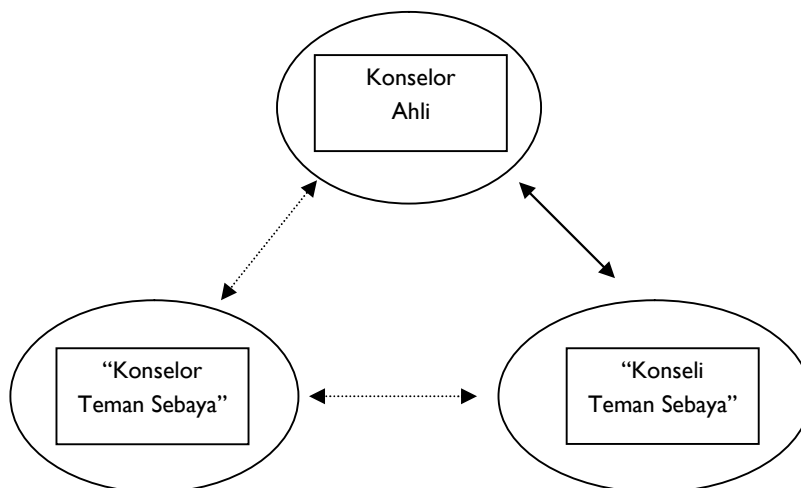 Konselor
Ahli
“Konselor
Teman Sebaya”
“Konseli
Teman Sebaya”